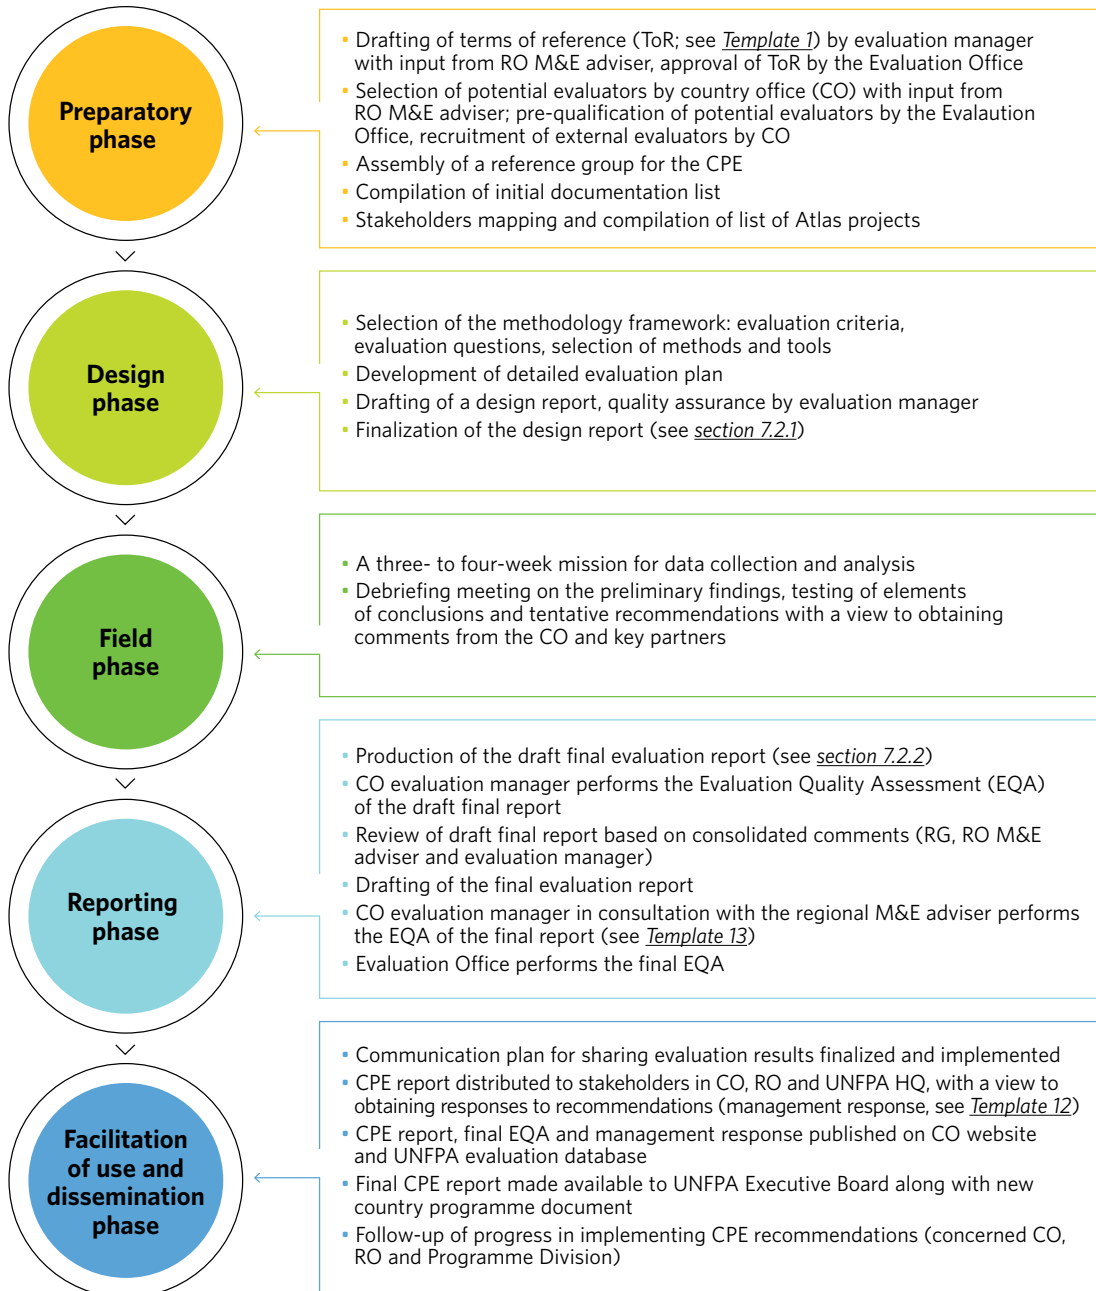 Preparatory
phase
• Drafting of terms of reference (ToR; see Template 1) by evaluation manager
with input from RO M&E adviser, approval of ToR by the Evaluation Office
• Selection of potential evaluators by country office (CO) with input from
RO M&E adviser; pre-qualification of potential evaluators by the Evalaution
Office, recruitment of external evaluators by CO
• Assembly of a reference group for the CPE
• Compilation of initial documentation list
• Stakeholders mapping and compilation of list of Atlas projects
Design
phase
• Selection of the methodology framework: evaluation criteria,
evaluation questions, selection of methods and tools
• Development of detailed evaluation plan
• Drafting of a design report, quality assurance by evaluation manager
• Finalization of the design report (see section 7.2.1)
Field
phase
• A three- to four-week mission for data collection and analysis
• Debriefing meeting on the preliminary findings, testing of elements
of conclusions and tentative recommendations with a view to obtaining
comments from the CO and key partners
Reporting
phase
• Production of the draft final evaluation report (see section 7.2.2)
• CO evaluation manager performs the Evaluation Quality Assessment (EQA)
of the draft final report
• Review of draft final report based on consolidated comments (RG, RO M&E
adviser and evaluation manager)
• Drafting of the final evaluation report
• CO evaluation manager in consultation with the regional M&E adviser performs
the EQA of the final report (see Template 13)
• Evaluation Office performs the final EQA
Facilitation
of use and
dissemination
phase
• Communication plan for sharing evaluation results finalized and implemented
• CPE report distributed to stakeholders in CO, RO and UNFPA HQ, with a view to
obtaining responses to recommendations (management response, see Template 12)
• CPE report, final EQA and management response published on CO website
and UNFPA evaluation database
• Final CPE report made available to UNFPA Executive Board along with new
country programme document
• Follow-up of progress in implementing CPE recommendations (concerned CO,
RO and Programme Division)